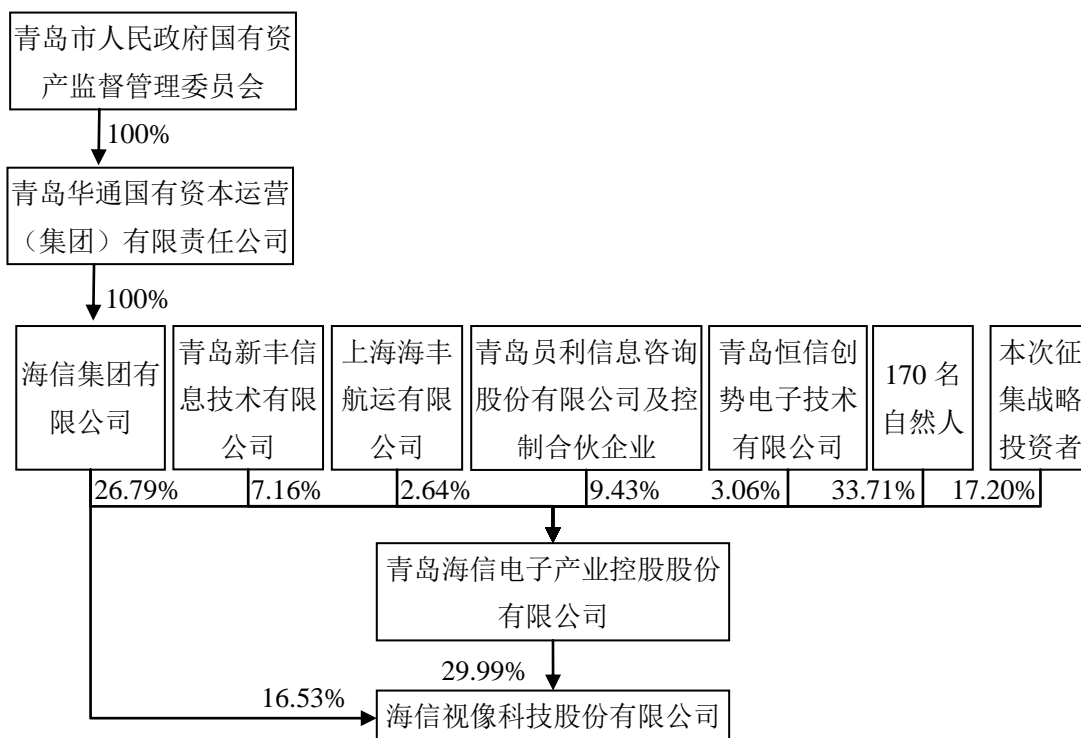 青岛市人民政府国有资
产监督管理委员会
100%
青岛华通国有资本运营
（集团）有限责任公司
100%
海信集团有
限公司
青岛新丰信
息技术有限
公司
上海海丰
航运有限
公司
青岛员利信息咨询
股份有限公司及控
制合伙企业
青岛恒信创
势电子技术
有限公司
170 名
自然人
本次征
集战略
投资者
26.79%
7.16%
2.64%
9.43%
3.06%
33.71%
17.20%
青岛海信电子产业控股股份
有限公司
29.99%
16.53%
海信视像科技股份有限公司